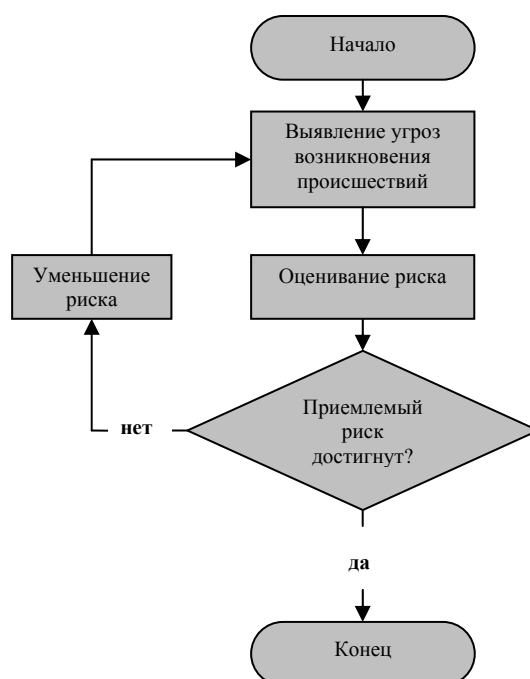 Начало
Выявление угроз
возникновения
происшествий
Уменьшение
риска
Оценивание риска
Приемлемый
риск
достигнут?
нет
да
Конец